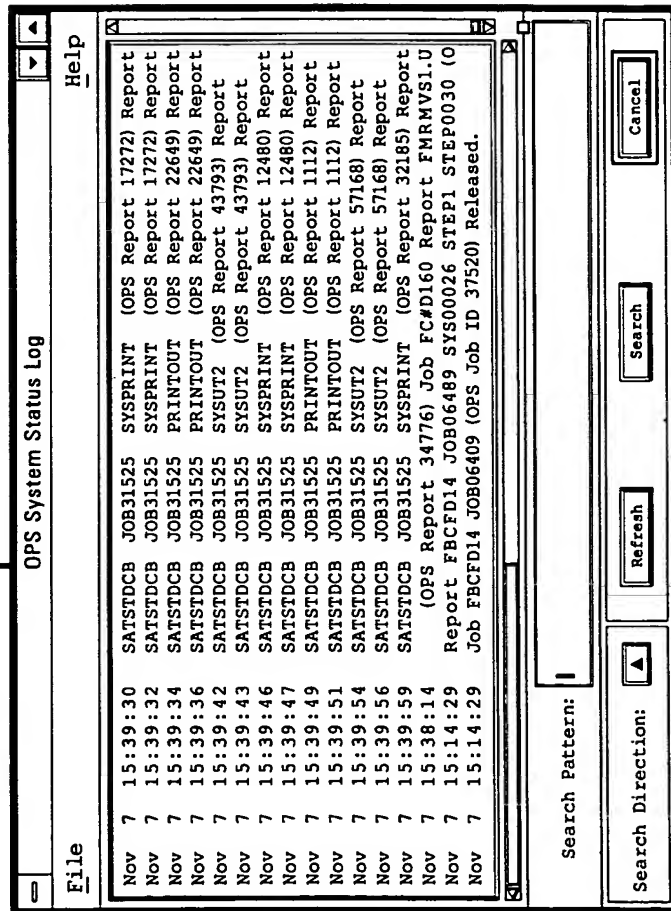 OPS System Status Log
File Help
Nov 7 15:39:30 SATSTDCB JOB31525 SYSPRINT (OPS Report 17272) Report
Nov 7 15:39:32 SATSTDCB JOB31525 SYSPRINT (OPS Report 17272) Report
Nov 7 15:39:34 SATSTDCB JOB31525 PRINTOUT (OPS Report 22649) Report
Nov 7 15:39:36 SATSTDCB JOB31525 PRINTOUT (OPS Report 22649) Report
Nov 7 15:39:42 SATSTDCB JOB31525 SYSUT2 (OPS Report 43793) Report
Nov 7 15:39:43 SATSTDCB JOB31525 SYSUT2 (OPS Report 43793) Report
Nov 7 15:39:46 SATSTDCB JOB31525 SYSPRINT (OPS Report 12480) Report
Nov 7 15:39:47 SATSTDCB JOB31525 SYSPRINT (OPS Report 12480) Report
Nov 7 15:39:49 SATSTDCB JOB31525 PRINTOUT (OPS Report 1112) Report
Nov 7 15:39:51 SATSTDCB JOB31525 PRINTOUT (OPS Report 1112) Report
Nov 7 15:39:54 SATSTDCB JOB31525 SYSUT2 (OPS Report 57168) Report
Nov 7 15:39:56 SATSTDCB JOB31525 SYSUT2 (OPS Report 57168) Report
Nov 7 15:39:59 SATSTDCB JOB31525 SYSPRINT (OPS Report 32185) Report
Nov 7 15:38:14 (OPS Report 34776) Job FC#D160 Report FMRMVS1.U
Nov 7 15:14:29 Report FBCFD14 JOB06489 SYS00026 STEP1 STEP0030 (O
Nov 7 15:14:29 Job FBCFD14 JOB06409 (OPS Job ID 37520) Released.
Search Pattern:
Search Direction: Refresh Search Cancel